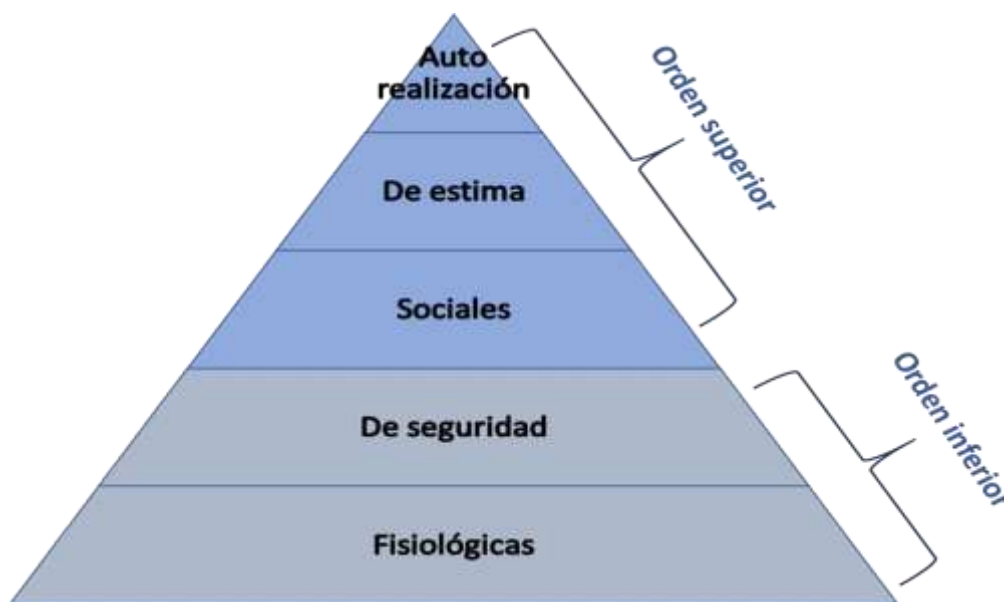 Auto
realización
De estima
Sociales
De seguridad
Fisiológicas
Orden superior
Orden inferior